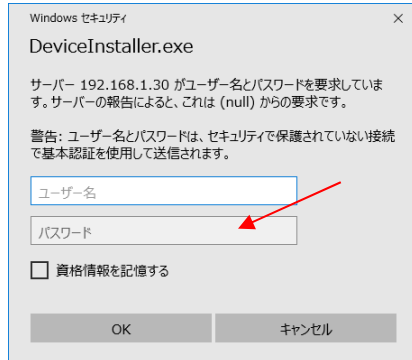 Windows セキュリティ
DeviceInstaller.exe
サーバー 192.168.1.30 がユーザー名とパスワードを要求していま
す。サーバーの報告によると、これは (null) からの要求です。
警告: ユーザー名とパスワードは、セキュリティで保護されていない接続
で基本認証を使用して送信されます。
ユーザー名
パスワード
資格情報を記憶する
OK
キャンセル